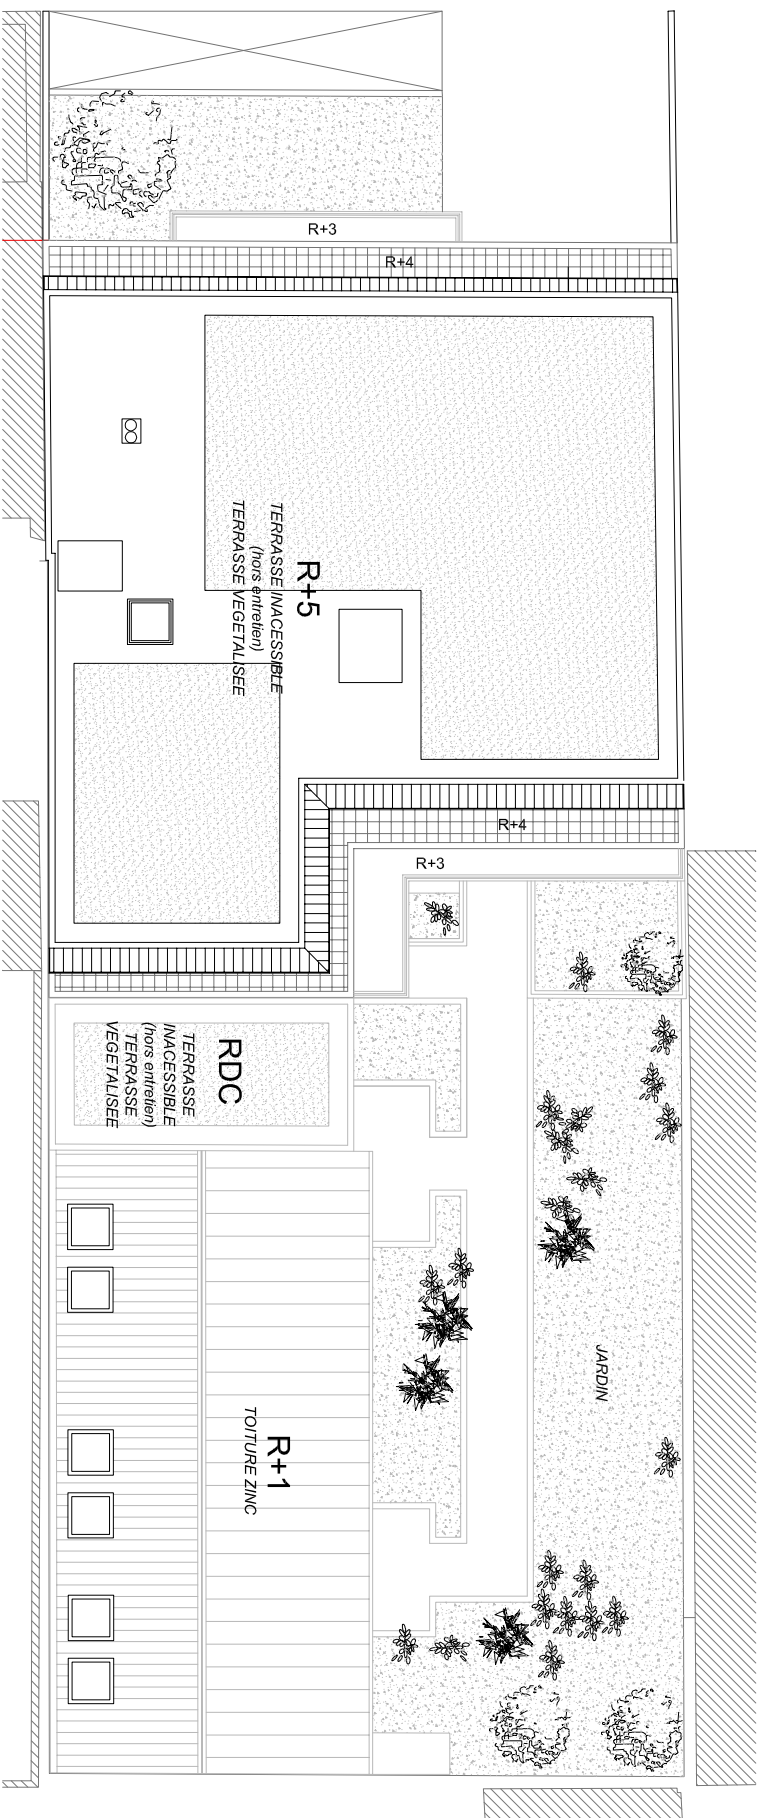 R+3
R+4
R+5
TERRASSE INACESSIBLE
(hors entretien)
TERRASSE VEGETALISEE
R+4
R+3
RDC
TERRASSE
INACESSIBLE
(hors entretien)
TERRASSE
VEGETALISEE
JARDIN
R+1
TOITURE ZINC